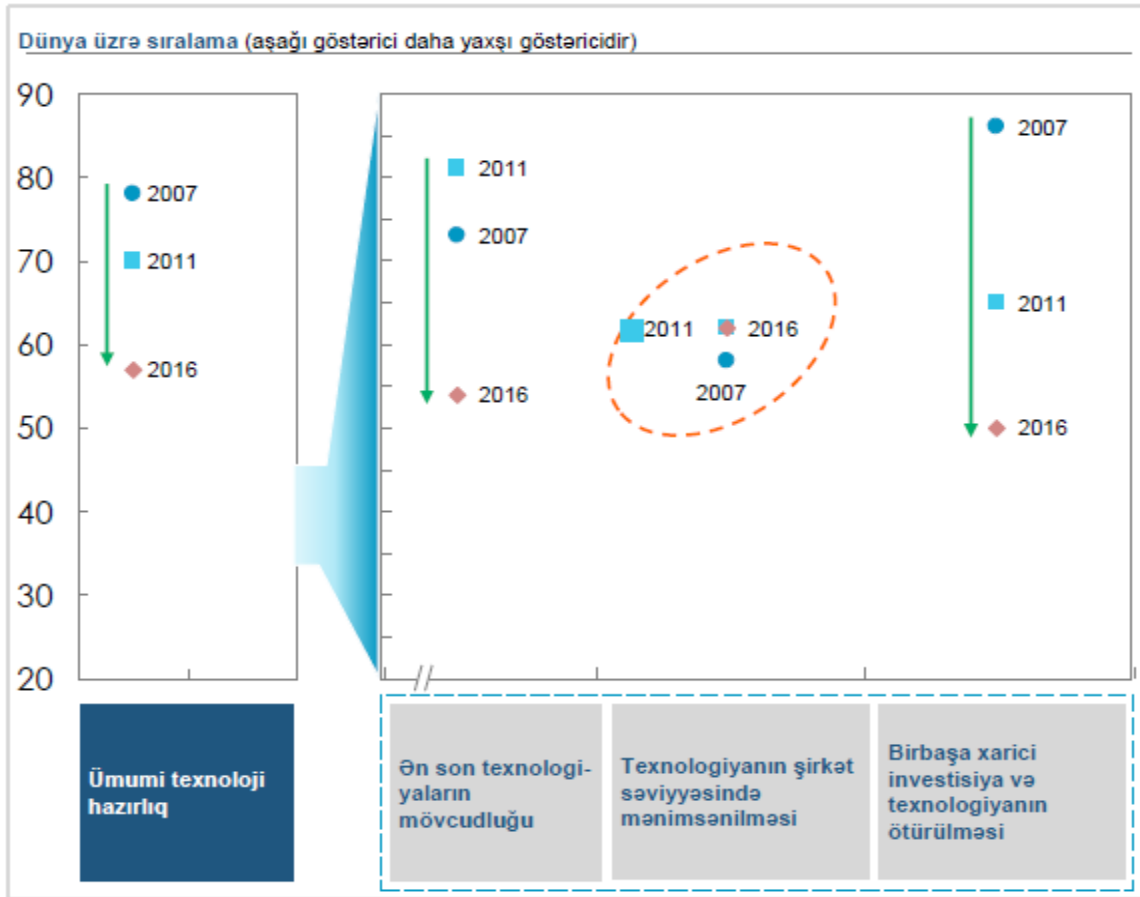 Dünya üzrə sıralama (aşağı göstərici daha yaxşı göstəricidir)
90
80
70
60
50
40
30
20
2007
2011
2016
2011
2007
2016
2011
2016
2007
2007
2011
2016
Ümumi texnoloji
hazırlıq
Ən son texnologi-
yaların
mövcudluğu
Texnologiyanın şirkət
səviyyəsində
mənimsənilməsi
Birbaşa xarici
investisiya və
texnologiyanın
ötürülməsi